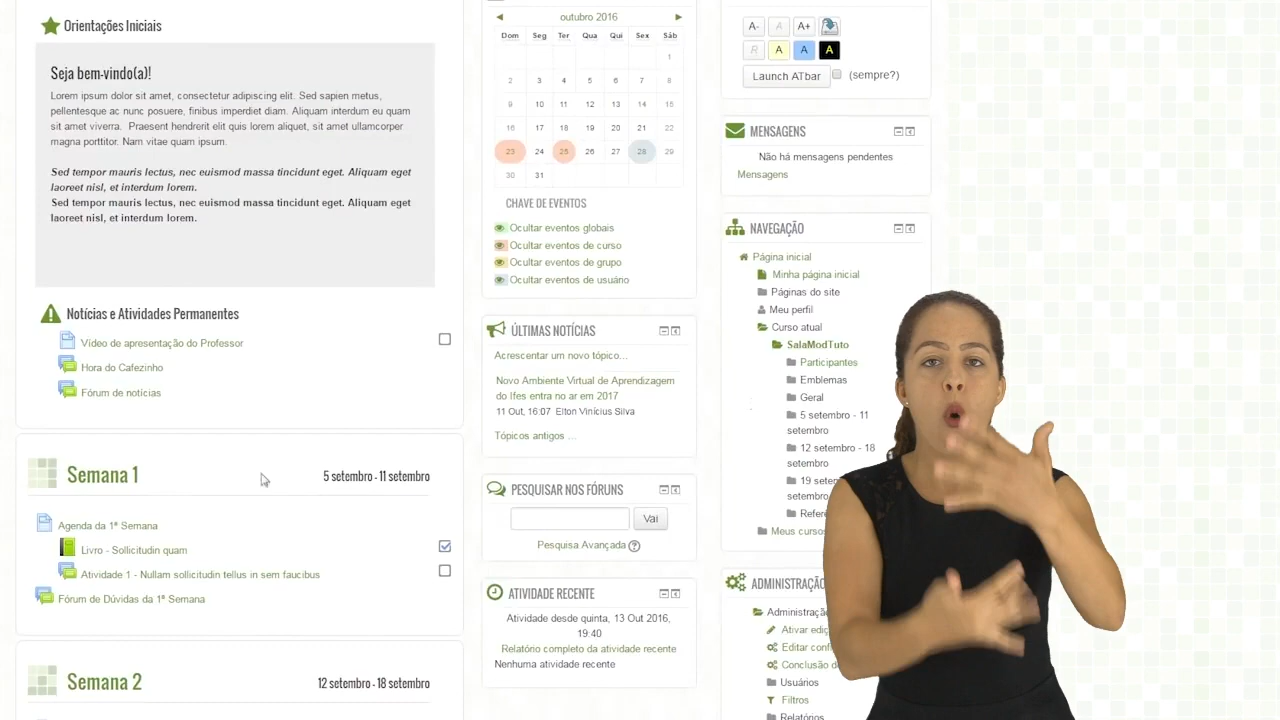 Orientações Iniciais
Seja bem-vindo(a)!
Lorem ipsum dolor sit amet, consectetur adipiscing elit. Sed sapien metus,
pellentesque ac nunc posuere, finibus imperdiet diam. Aliquam interdum eu quam
sit amet viverra. Praesent hendrerit elit quis lorem aliquet, sit amet ullamcorper
magna porttitor. Nam vitae quam ipsum.
Sed tempor mauris lectus, nec euismod massa tincidunt eget. Aliquam eget
laoreet nisl, et interdum lorem.
Sed tempor mauris lectus, nec euismod massa tincidunt eget. Aliquam eget
laoreet nisl, et interdum lorem.
Notícias e Atividades Permanentes
Vídeo de apresentação do Professor
Hora do Cafezinho
Fórum de notícias
Semana 1 5 setembro - 11 setembro
Agenda da 1ª Semana
Livro - Sollicitudin quam
Atividade 1 - Nullam sollicitudin tellus in sem faucibus
Fórum de Dúvidas da 1ª Semana
Semana 2 12 setembro - 18 setembro
outubro 2016
Dom Seg Ter Qua Qui Sex Sáb
1
2 3 4 5 6 7 8
9 10 11 12 13 14 15
16 17 18 19 20 21 22
23 24 25 26 27 28 29
30 31
CHAVE DE EVENTOS
Ocultar eventos globais
Ocultar eventos de curso
Ocultar eventos de grupo
Ocultar eventos de usuário
ÚLTIMAS NOTÍCIAS
Acrescentar um novo tópico...
Novo Ambiente Virtual de Aprendizagem
do Ifes entra no ar em 2017
11 Out, 16:07 Elton Vinícius Silva
Tópicos antigos ...
PESQUISAR NOS FÓRUNS
Vai
Pesquisa Avançada
ATIVIDADE RECENTE
Atividade desde quinta, 13 Out 2016,
19:40
Relatório completo da atividade recente
Nenhuma atividade recente
A- A A+
R A A A
Launch ATbar (sempre?)
MENSAGENS
Não há mensagens pendentes
Mensagens
NAVEGAÇÃO
Página inicial
Minha página inicial
Páginas do site
Meu perfil
Curso atual
SalaModTuto
Participantes
Emblemas
Geral
5 setembro - 11
setembro
12 setembro - 18
setembro
19
setembro
Meus cursos
ADMINISTRAÇÃO
Usuários
Filtros
Relatórios